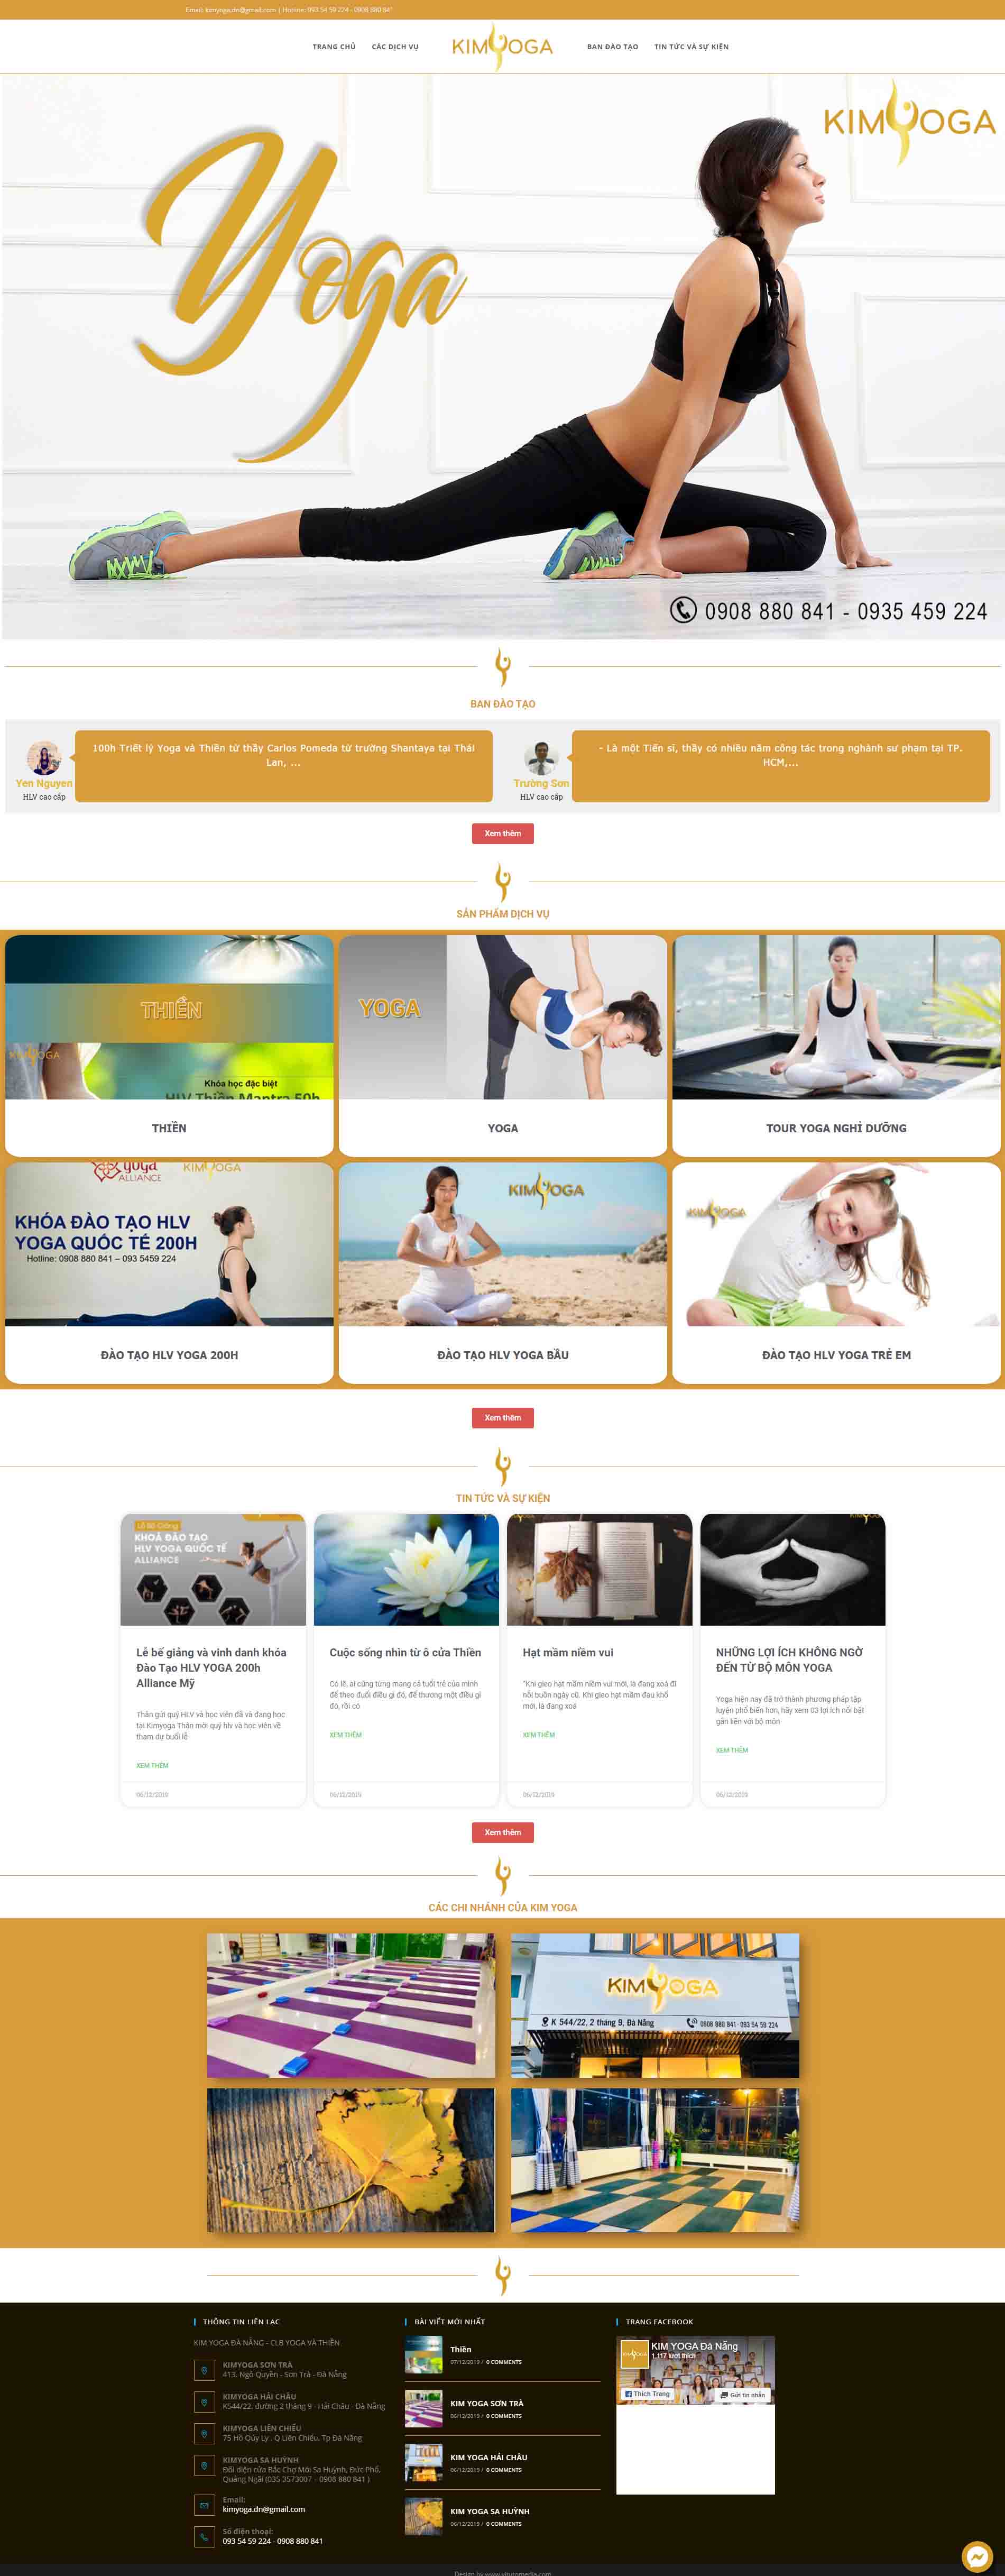 Email: kimyoga.dn@gmail.com | Hotline: 093 54 59 224 - 0908 880 841
TRANG CHỦ
CÁC DỊCH VỤ
KIMYOGA
BAN ĐÀO TẠO
TIN TỨC VÀ SỰ KIỆN
KIMYOGA
Yoga
0908 880 841 - 0935 459 224
BAN ĐÀO TẠO
100h Triết lý Yoga và Thiền từ thầy Carlos Pomeda từ trường Shantaya tại Thái
Lan, ...
Yen Nguyen
HLV cao cấp
- Là một Tiến sĩ, thầy có nhiều năm công tác trong nghành sư phạm tại TP.
HCM,...
Trường Sơn
HLV cao cấp
Xem thêm
SẢN PHẨM DỊCH VỤ
THIỀN
KIMYOGA
Khóa học đặc biệt
HLV Thiền Mantra 50h
THIỀN
YOGA
YOGA
TOUR YOGA NGHỈ DƯỠNG
yoga
ALLIANCE
KIMYOGA
KHÓA ĐÀO TẠO HLV
YOGA QUỐC TẾ 200H
Hotline: 0908 880 841 – 093 5459 224
ĐÀO TẠO HLV YOGA 200H
KIMYOGA
ĐÀO TẠO HLV YOGA BẦU
KIMYOGA
ĐÀO TẠO HLV YOGA TRẺ EM
Xem thêm
TIN TỨC VÀ SỰ KIỆN
Lễ Bế Giảng
KHOÁ ĐÀO TẠO
HLV YOGA QUỐC TẾ
ALLIANCE
Lễ bế giảng và vinh danh khóa
Đào Tạo HLV YOGA 200h
Alliance Mỹ
Thân gửi quý HLV và học viên đã và đang học
tại Kimyoga Thân mời quý hlv và học viên về
tham dự buổi lễ
XEM THÊM
06/12/2019
Cuộc sống nhìn từ ô cửa Thiền
Có lẽ, ai cũng từng mang cả tuổi trẻ của mình
để theo đuổi điều gì đó, để thương một điều gì
đó, rồi có
XEM THÊM
06/12/2019
Hạt mầm niềm vui
"Khi gieo hạt mầm niềm vui mới, là đang xoá đi
nỗi buồn ngày cũ. Khi gieo hạt mầm đau khổ
mới, là đang xoá
XEM THÊM
06/12/2019
KIMYOGA
NHỮNG LỢI ÍCH KHÔNG NGỜ
ĐẾN TỪ BỘ MÔN YOGA
Yoga hiện nay đã trở thành phương pháp tập
luyện phổ biến hơn, hãy xem 03 lợi ích nổi bật
gắn liền với bộ môn
XEM THÊM
06/12/2019
Xem thêm
CÁC CHI NHÁNH CỦA KIM YOGA
KIMYOGA
K 544/22, 2 tháng 9, Đà Nẵng
0908 880 841 - 093 54 59 224
THÔNG TIN LIÊN LẠC
KIM YOGA ĐÀ NẴNG - CLB YOGA VÀ THIỀN
KIMYOGA SƠN TRÀ
413. Ngô Quyền - Sơn Trà - Đà Nẵng
KIMYOGA HẢI CHÂU
K544/22. đường 2 tháng 9 - Hải Châu - Đà Nẵng
KIMYOGA LIÊN CHIỂU
75 Hồ Qúy Ly , Q Liên Chiểu, Tp Đà Nẵng
KIMYOGA SA HUỲNH
Đối diện cửa Bắc Chợ Mới Sa Huỳnh, Đức Phổ,
Quảng Ngãi (035 3573007 – 0908 880 841 )
Email:
kimyoga.dn@gmail.com
Số điện thoại:
093 54 59 224 - 0908 880 841
BÀI VIẾT MỚI NHẤT
Thiền
07/12/2019 / 0 COMMENTS
KIM YOGA SƠN TRÀ
06/12/2019 / 0 COMMENTS
KIM YOGA HẢI CHÂU
06/12/2019 / 0 COMMENTS
KIM YOGA SA HUỲNH
06/12/2019 / 0 COMMENTS
TRANG FACEBOOK
KIMYOGA
KIM YOGA Đà Nẵng
1.117 lượt thích
Thích Trang
Gửi tin nhắn
Design by www.vitutomedia.com